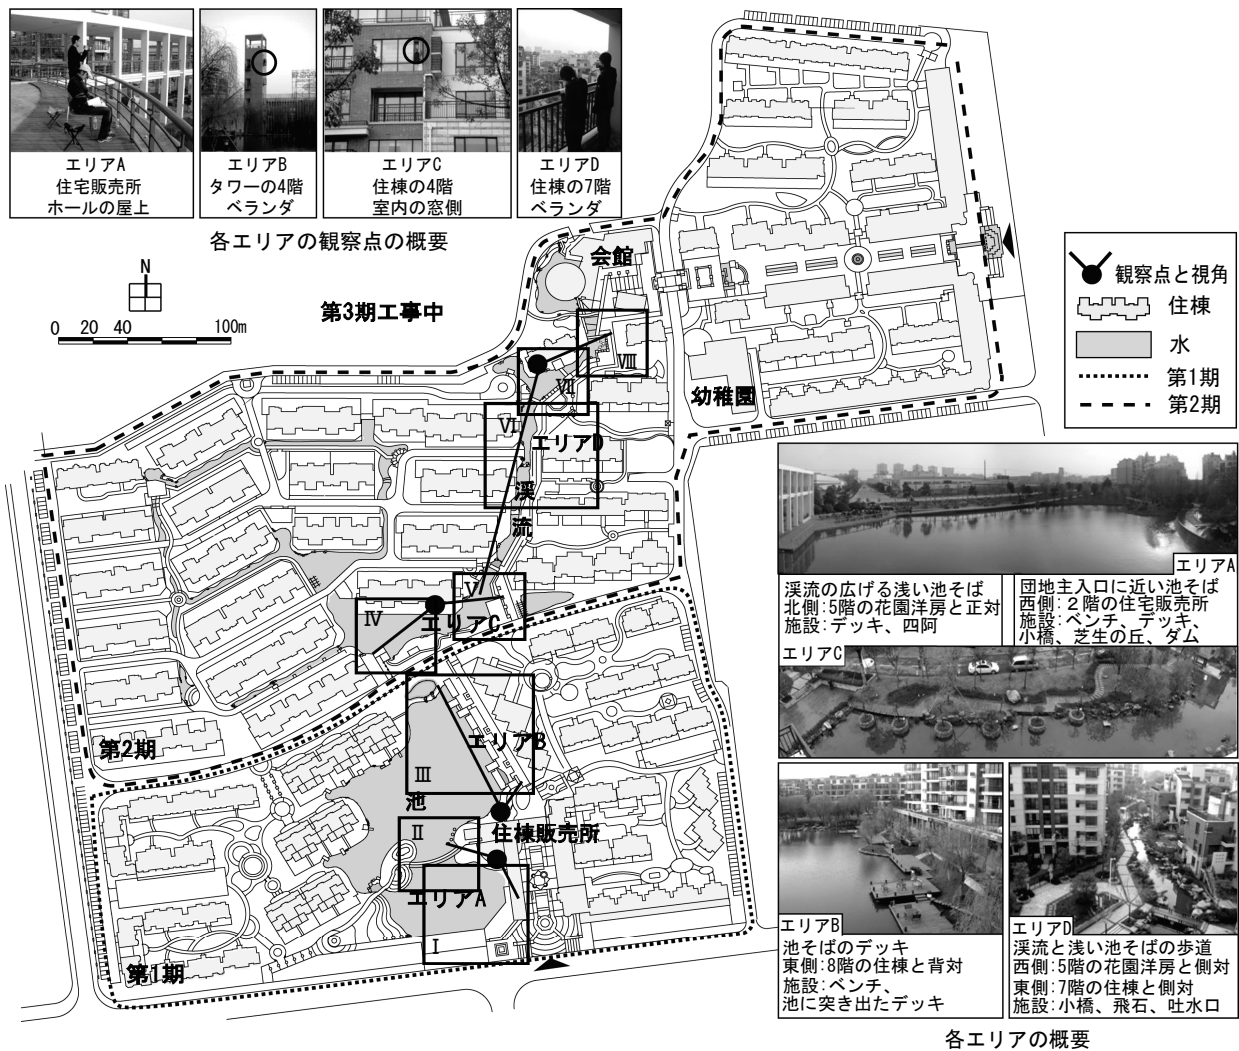 エリアA
住宅販売所
ホールの屋上
エリアB
タワーの4階
ベランダ
エリアC
住棟の4階
室内の窓側
エリアD
住棟の7階
ベランダ
各エリアの観察点の概要
N
0 20 40 100m
第3期工事中
会館
幼稚園
観察点と視角
住棟
水
第1期
第2期
Ⅷ
Ⅶ
Ⅵ
エリアD
渓
流
Ⅴ
Ⅳ
エリアC
エリアB
Ⅲ
池
Ⅱ
住棟販売所
エリアA
Ⅰ
第2期
第1期
エリアA
渓流の広げる浅い池そば
北側:5階の花園洋房と正対
施設:デッキ、四阿
団地主入口に近い池そば
西側:２階の住宅販売所
施設:ベンチ、デッキ、
小橋、芝生の丘、ダム
エリアC
エリアB
池そばのデッキ
東側:8階の住棟と背対
施設:ベンチ、
池に突き出たデッキ
エリアD
渓流と浅い池そばの歩道
西側:5階の花園洋房と側対
東側:7階の住棟と側対
施設:小橋、飛石、吐水口
各エリアの概要